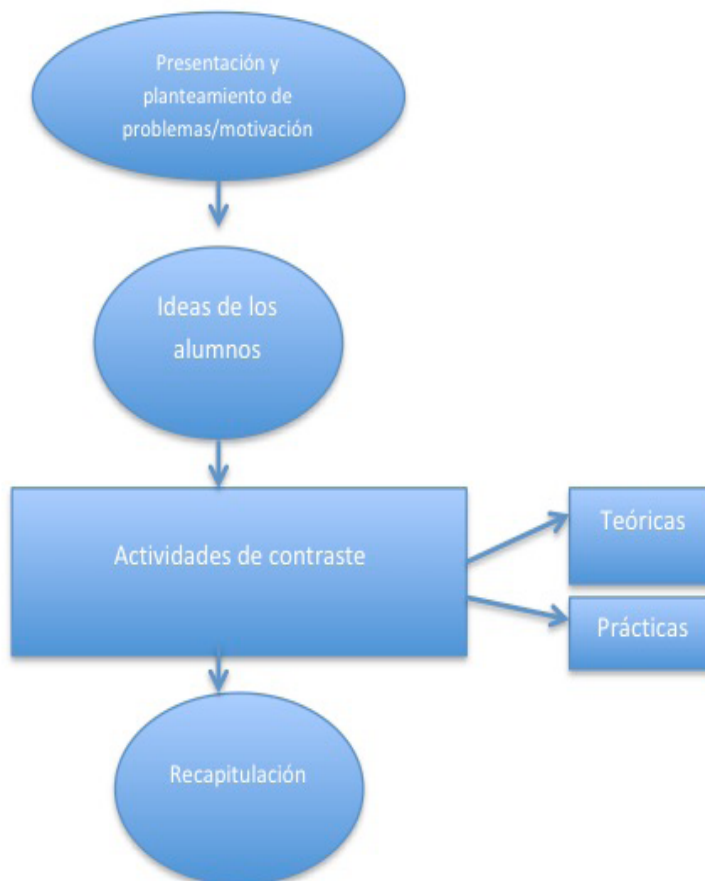 Presentación y
planteamiento de
problemas/motivación
Ideas de los
alumnos
Actividades de contraste
Teóricas
Prácticas
Recapitulación